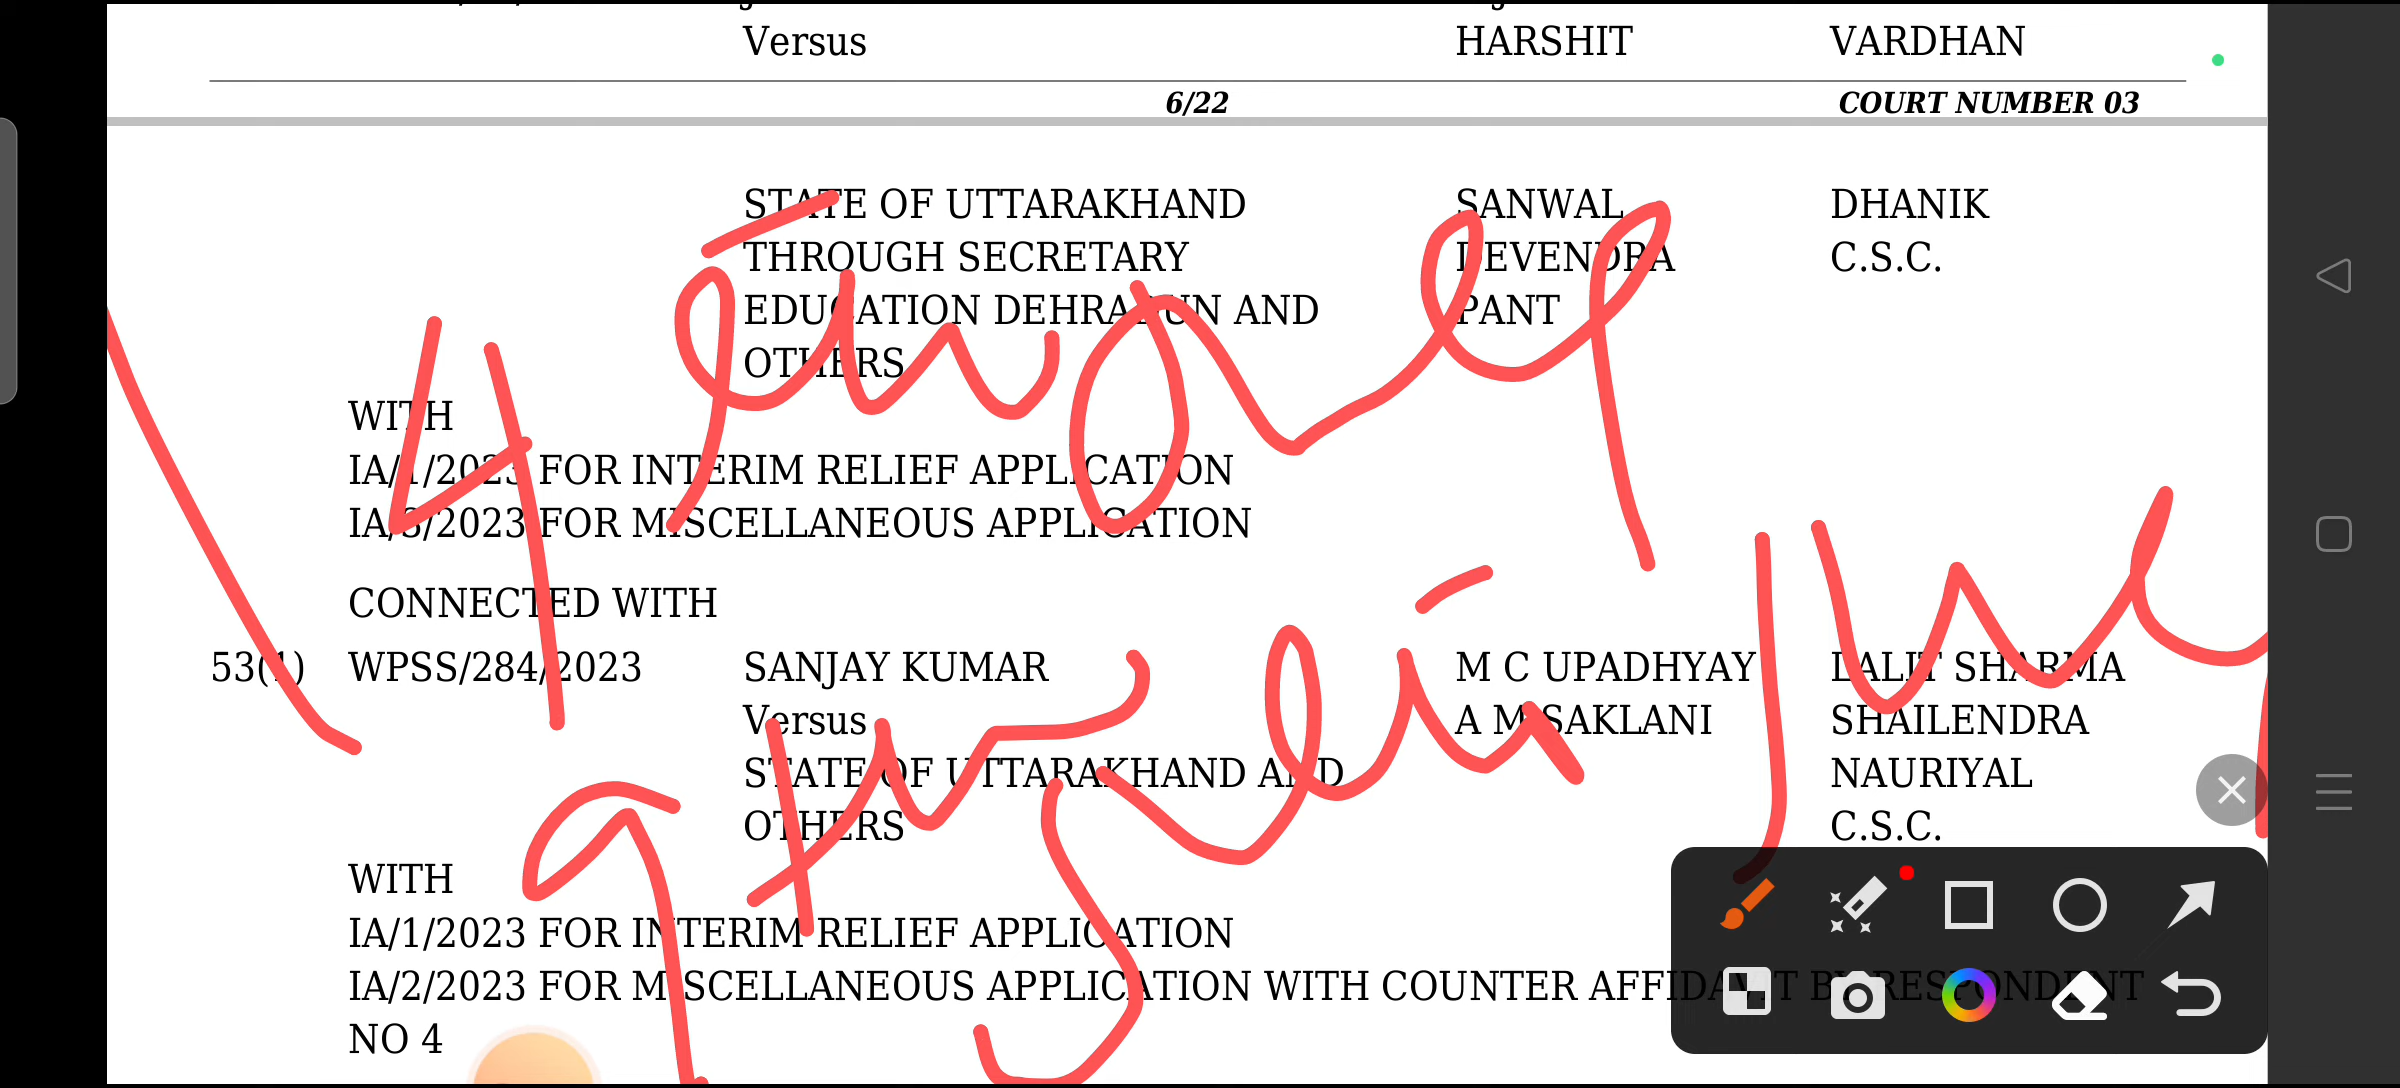 Versus HARSHIT VARDHAN
6/22 COURT NUMBER 03
STATE OF UTTARAKHAND SANWAL DHANIK
THROUGH SECRETARY DEVENDRA C.S.C.
EDUCATION DEHRADUN AND PANT
OTHERS
WITH
IA/1/2023 FOR INTERIM RELIEF APPLICATION
IA/3/2023 FOR MISCELLANEOUS APPLICATION
CONNECTED WITH
53(1) WPSS/284/2023 SANJAY KUMAR M C UPADHYAY LALIT SHARMA
Versus A M SAKLANI SHAILENDRA
STATE OF UTTARAKHAND AND NAURIYAL
OTHERS C.S.C.
WITH
IA/1/2023 FOR INTERIM RELIEF APPLICATION
IA/2/2023 FOR MISCELLANEOUS APPLICATION WITH COUNTER AFFIDAVIT BY RESPONDENT
NO 4